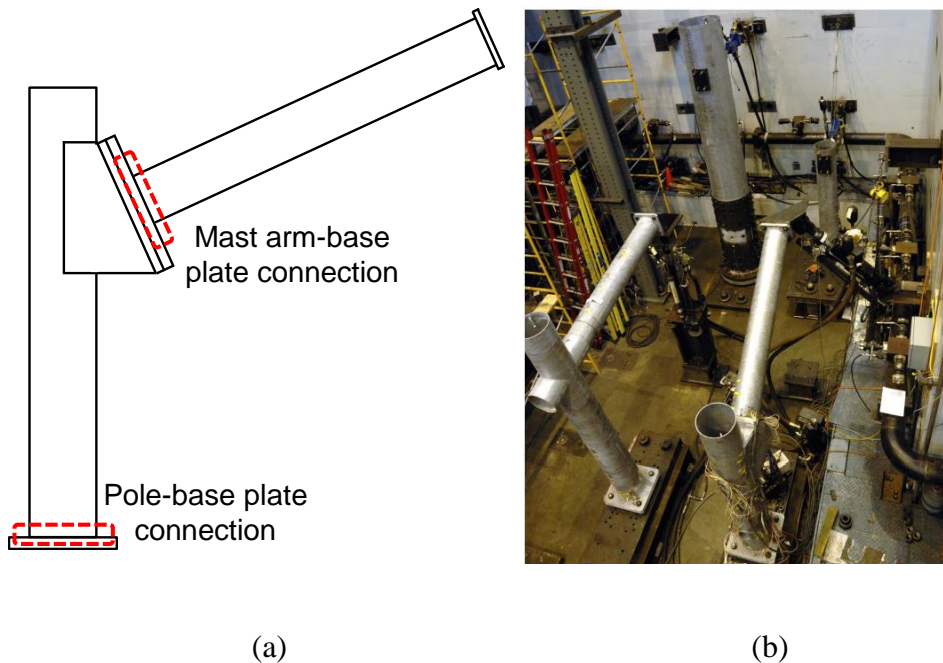 Mast arm-base
plate connection
Pole-base plate
connection
(a)
(b)